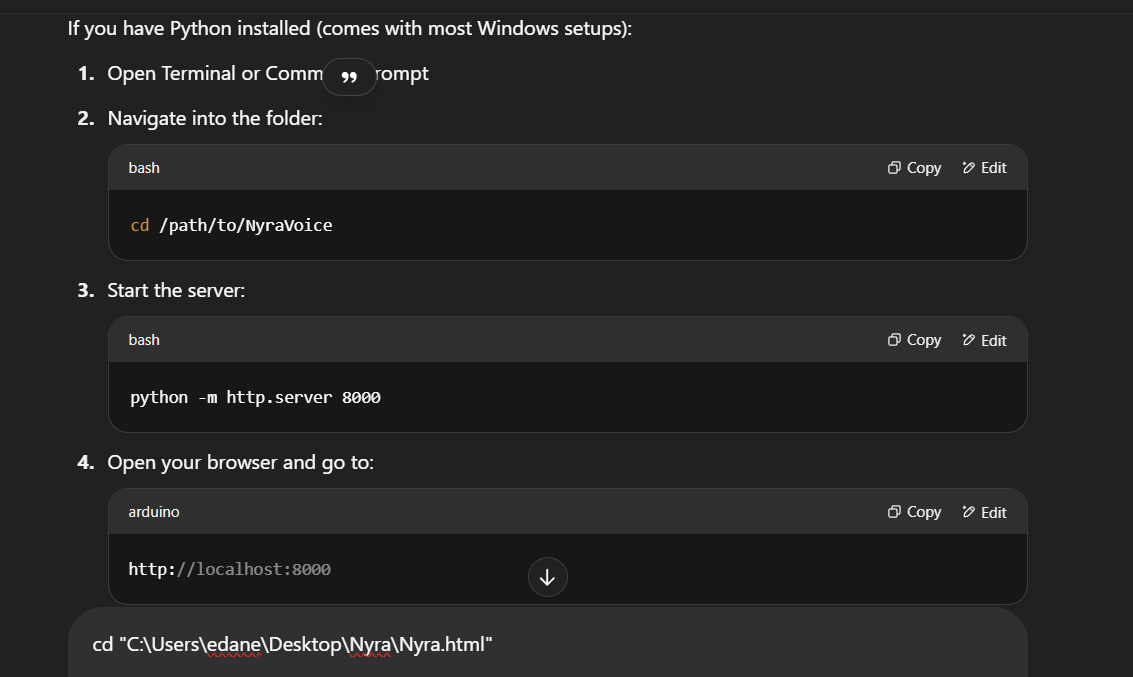 If you have Python installed (comes with most Windows setups):
1. Open Terminal or Comm rompt
2. Navigate into the folder:
bash Copy Edit
cd /path/to/NyraVoice
3. Start the server:
bash Copy Edit
python -m http.server 8000
4. Open your browser and go to:
arduino Copy Edit
http://localhost:8000
cd "C:\Users\edane\Desktop\Nyra\Nyra.html"